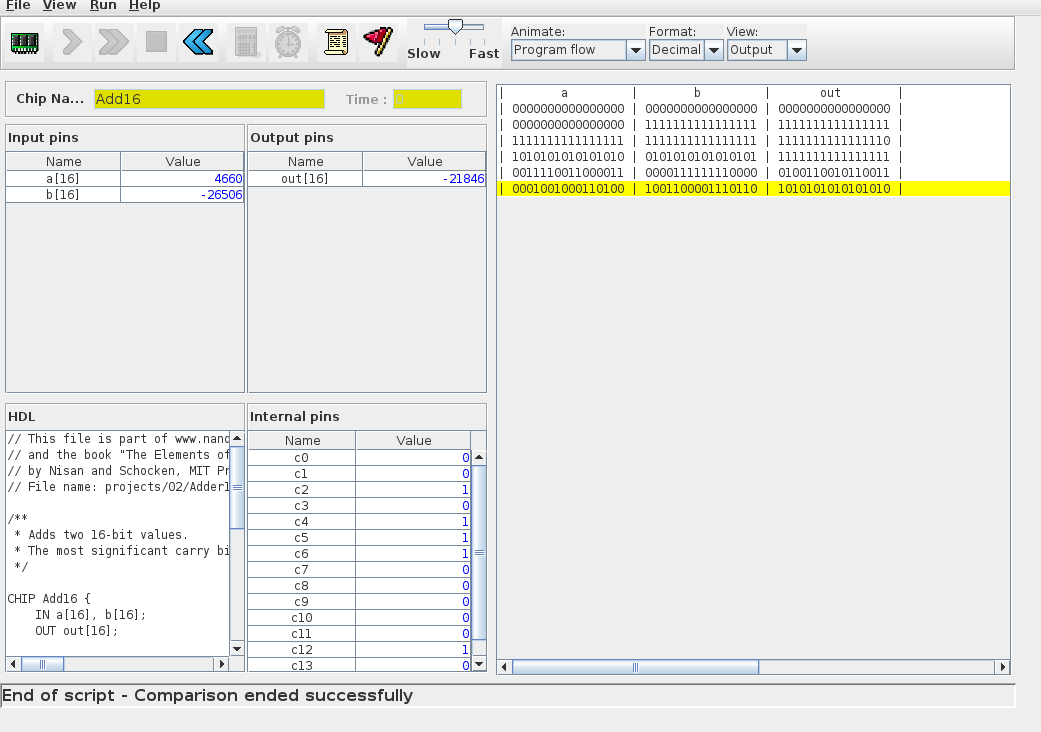 File View Run Help
Animate: Format: View:
Slow Fast Program flow Decimal Output
Chip Na... Add16 Time : 0
Input pins
Name Value
a[16] 4660
b[16] -26506
Output pins
Name Value
out[16] -21846
HDL
// This file is part of www.nand
// and the book "The Elements of
// by Nisan and Schocken, MIT Pr
// File name: projects/02/Adder1

/**
 * Adds two 16-bit values.
 * The most significant carry bi
 */

CHIP Add16 {
    IN a[16], b[16];
    OUT out[16];
Internal pins
Name Value
c0 0
c1 0
c2 1
c3 0
c4 1
c5 1
c6 1
c7 0
c8 0
c9 0
c10 0
c11 0
c12 1
c13 0
| a | b | out |
| 0000000000000000 | 0000000000000000 | 0000000000000000 |
| 0000000000000000 | 1111111111111111 | 1111111111111111 |
| 1111111111111111 | 1111111111111111 | 1111111111111110 |
| 1010101010101010 | 0101010101010101 | 1111111111111111 |
| 0011110011000011 | 0000111111110000 | 0100110010110011 |
| 0001001000110100 | 1001100001110110 | 1010101010101010 |
End of script - Comparison ended successfully